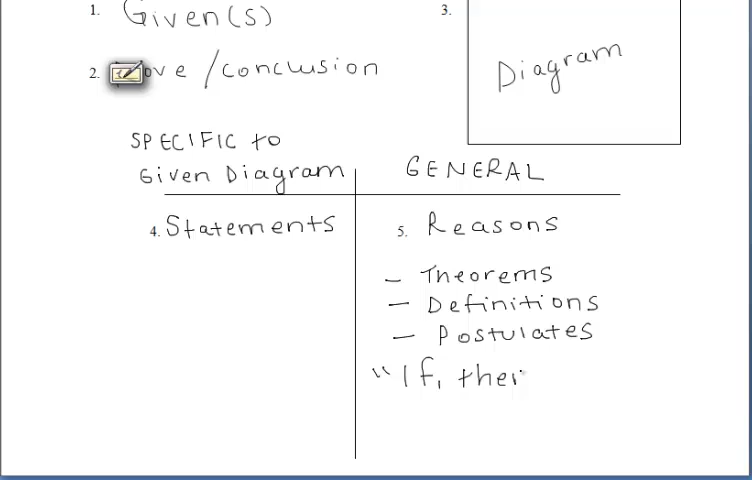 1. Given(s)
3.
Diagram
2. ove/conclusion
SPECIFIC to
Given Diagram
GENERAL
4. Statements
5. Reasons
- Theorems
- Definitions
- Postulates
"If, ther